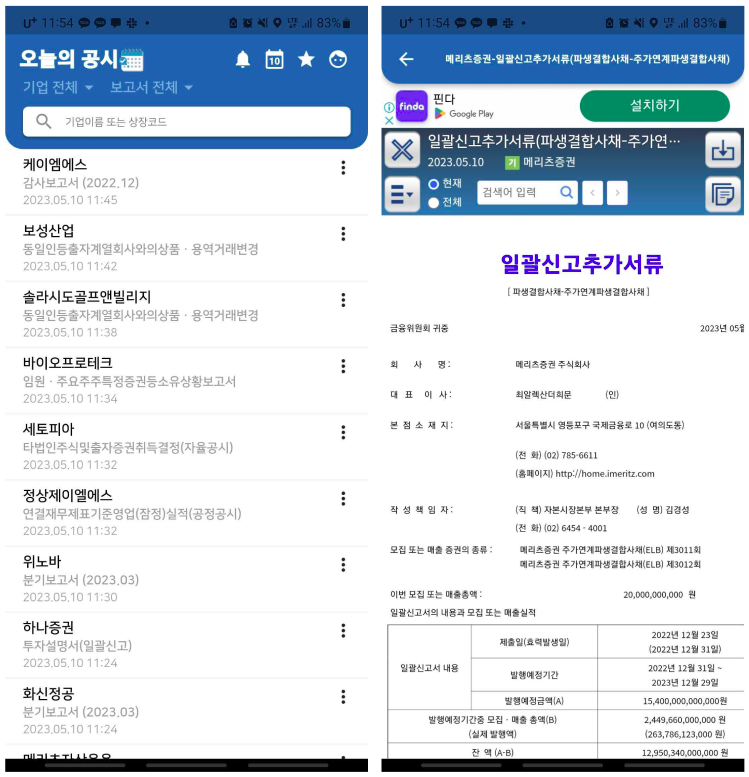 U+ 11:54
83%
오늘의 공시
10
기업 전체 보고서 전체
기업이름 또는 상장코드
케이엠에스
감사보고서 (2022.12)
2023.05.10 11:45
보성산업
동일인등출자계열회사와의상품ㆍ용역거래변경
2023.05.10 11:42
솔라시도골프앤빌리지
동일인등출자계열회사와의상품ㆍ용역거래변경
2023.05.10 11:38
바이오프로테크
임원ㆍ주요주주특정증권등소유상황보고서
2023.05.10 11:34
세토피아
타법인주식및출자증권취득결정(자율공시)
2023.05.10 11:32
정상제이엘에스
연결재무제표기준영업(잠정)실적(공정공시)
2023.05.10 11:32
위노바
분기보고서 (2023.03)
2023.05.10 11:30
하나증권
투자설명서(일괄신고)
2023.05.10 11:24
화신정공
분기보고서 (2023.03)
2023.05.10 11:24
U+ 11:54
83%
메리츠증권-일괄신고추가서류(파생결합사채-주가연계파생결합사채)
finda
핀다
Google Play
설치하기
일괄신고추가서류(파생결합사채-주가연…
2023.05.10 기 메리츠증권
현재
전체
검색어 입력
< >
일괄신고추가서류
[ 파생결합사채-주가연계파생결합사채 ]
금융위원회 귀중 2023년 05월
회 사 명 : 메리츠증권 주식회사
대 표 이 사 : 최알렉산더희문 (인)
본 점 소 재 지 : 서울특별시 영등포구 국제금융로 10 (여의도동)
(전 화) (02) 785-6611
(홈페이지) http://home.imeritz.com
작 성 책 임 자 : (직 책) 자본시장본부 본부장 (성 명) 김경성
(전 화) (02) 6454 - 4001
모집 또는 매출 증권의 종류 : 메리츠증권 주가연계파생결합사채(ELB) 제3011회
메리츠증권 주가연계파생결합사채(ELB) 제3012회
이번 모집 또는 매출총액 : 20,000,000,000 원
일괄신고서의 내용과 모집 또는 매출실적
일괄신고서 내용
제출일(효력발생일)
2022년 12월 23일
(2022년 12월 31일)
발행예정기간
2022년 12월 31일 ~
2023년 12월 29일
발행예정금액(A)
15,400,000,000,000원
발행예정기간중 모집ㆍ매출 총액(B)
(실제 발행액)
2,449,660,000,000 원
(263,786,123,000 원)
잔 액 (A-B)
12,950,340,000,000 원